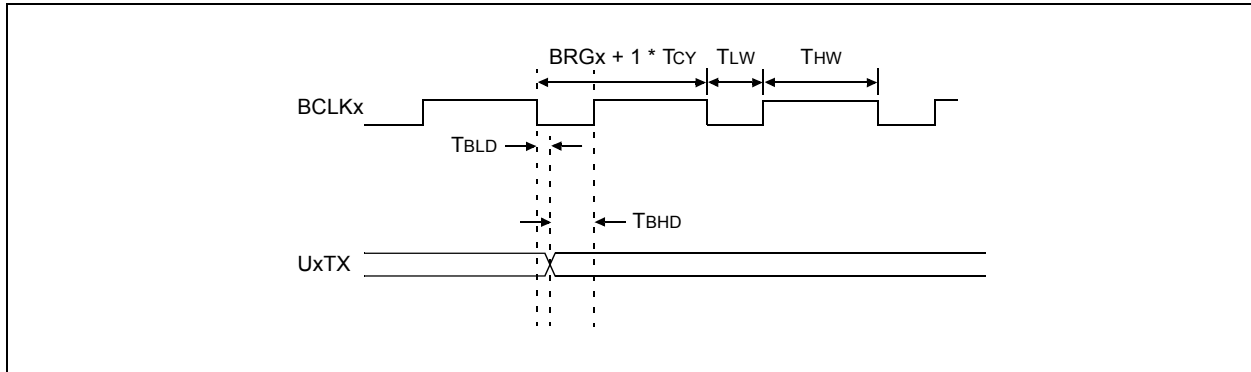 BRGx + 1 * TCY TLW THW
BCLKx
TBLD
TBHD
UxTX